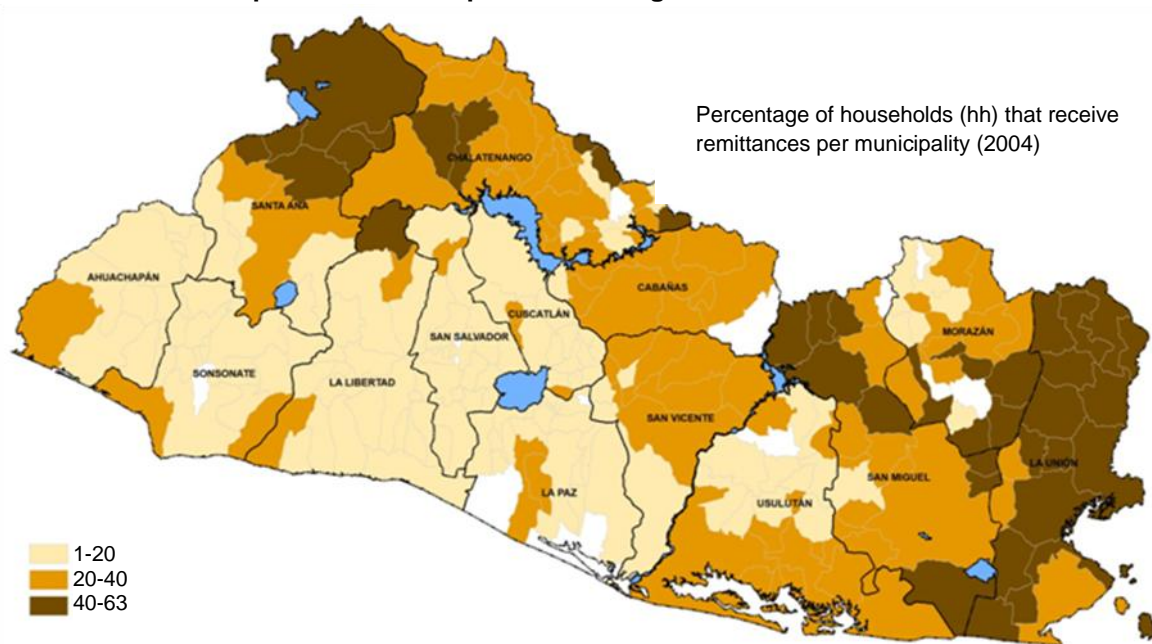 Percentage of households (hh) that receive
remittances per municipality (2004)
CHALATENANGO
SANTA ANA
AHUACHAPÁN
CABAÑAS
CUSCATLÁN
SAN SALVADOR
MORAZÁN
SONSONATE
LA LIBERTAD
SAN VICENTE
LA UNIÓN
SAN MIGUEL
LA PAZ
USULUTÁN
1-20
20-40
40-63